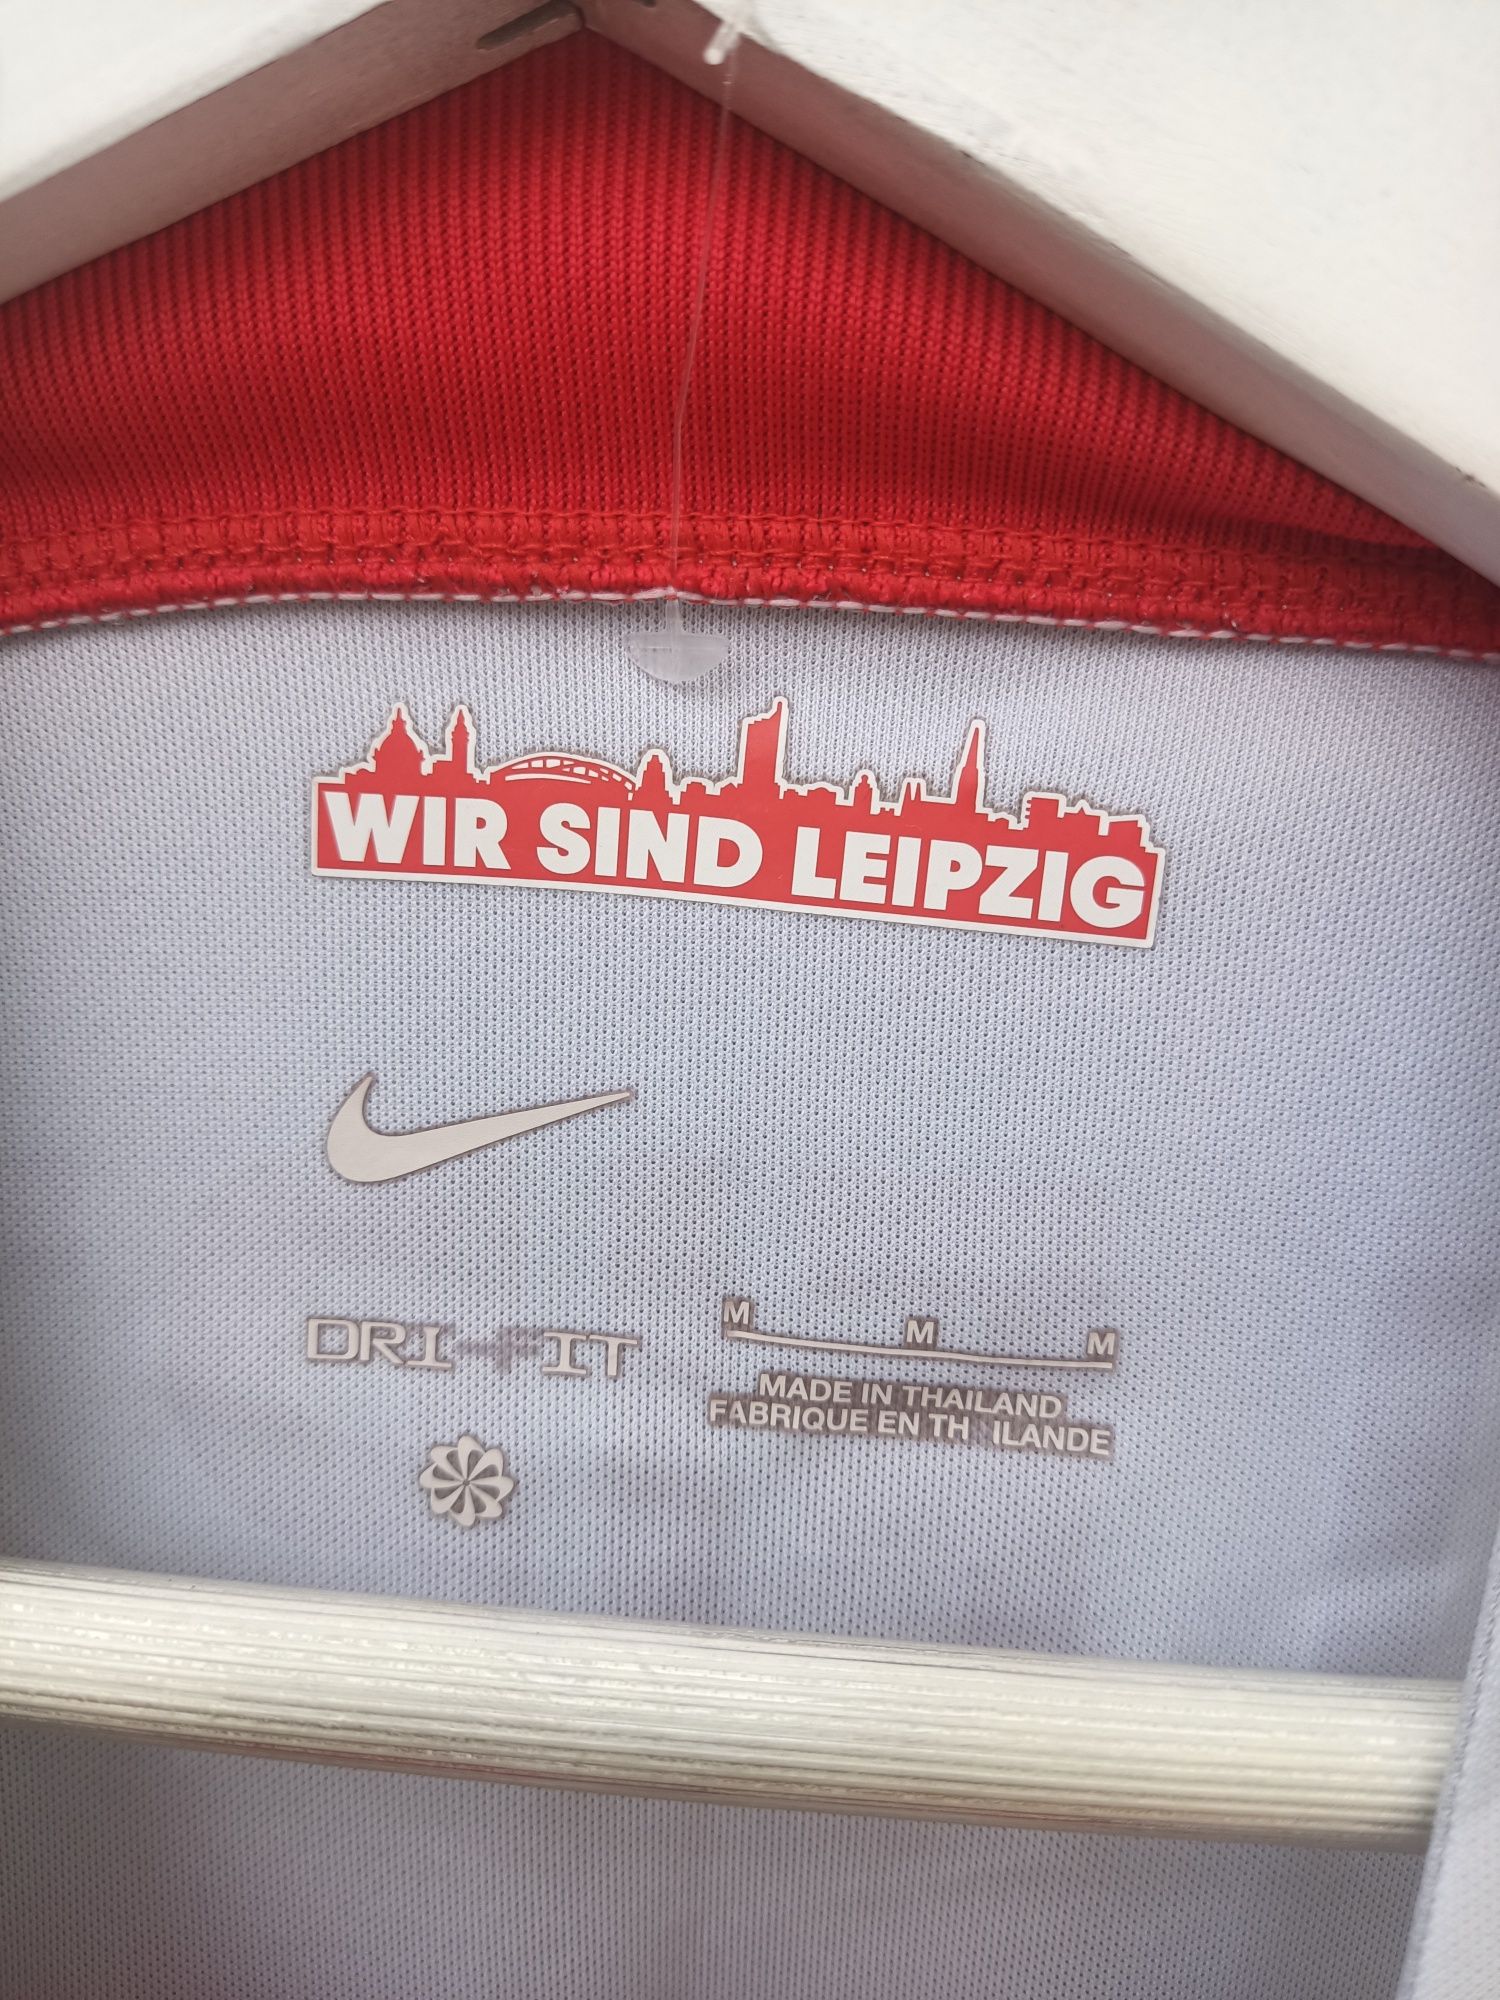 WIR SIND LEIPZIG
DRI-FIT
M M M
MADE IN THAILAND
FABRIQUE EN TH ILANDE